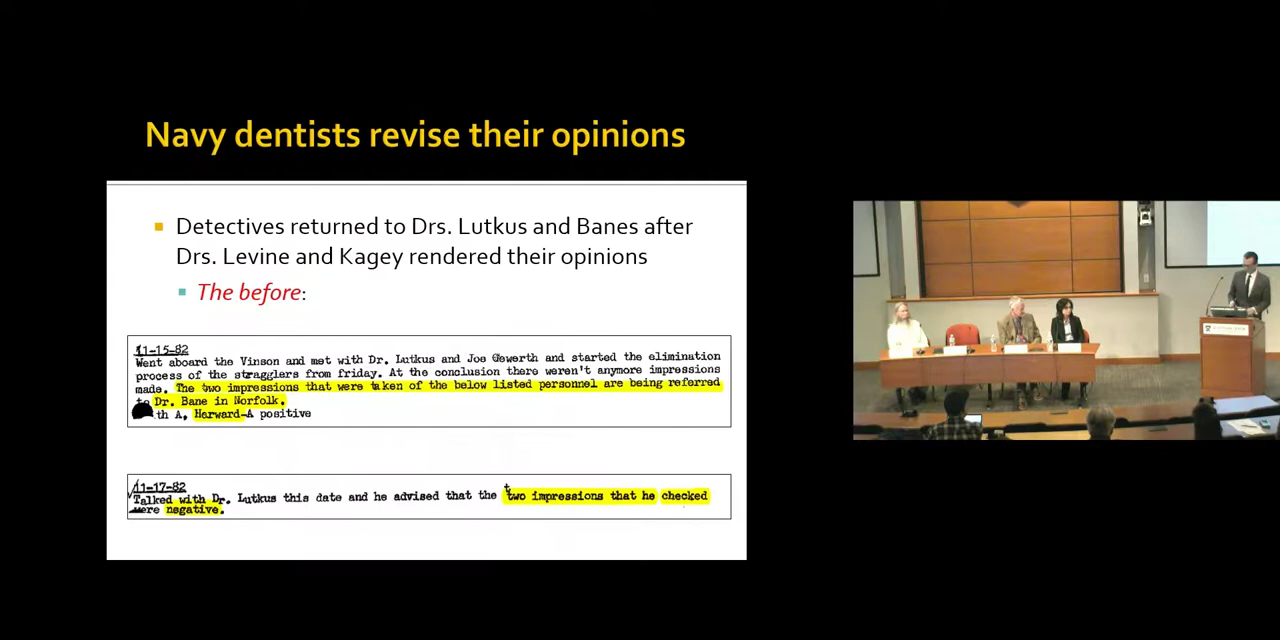 Navy dentists revise their opinions
Detectives returned to Drs. Lutkus and Banes after
Drs. Levine and Kagey rendered their opinions
The before:
11-15-82
Went aboard the Vinson and met with Dr. Lutkus and Joe Gewerth and started the elimination
process of the stragglers from friday. At the conclusion there weren't anymore impressions
made. The two impressions that were taken of the below listed personnel are being referred
to Dr. Bane in Norfolk.
th A, Harward-A positive
11-17-82
Talked with Dr. Lutkus this date and he advised that the two impressions that he checked
were negative.